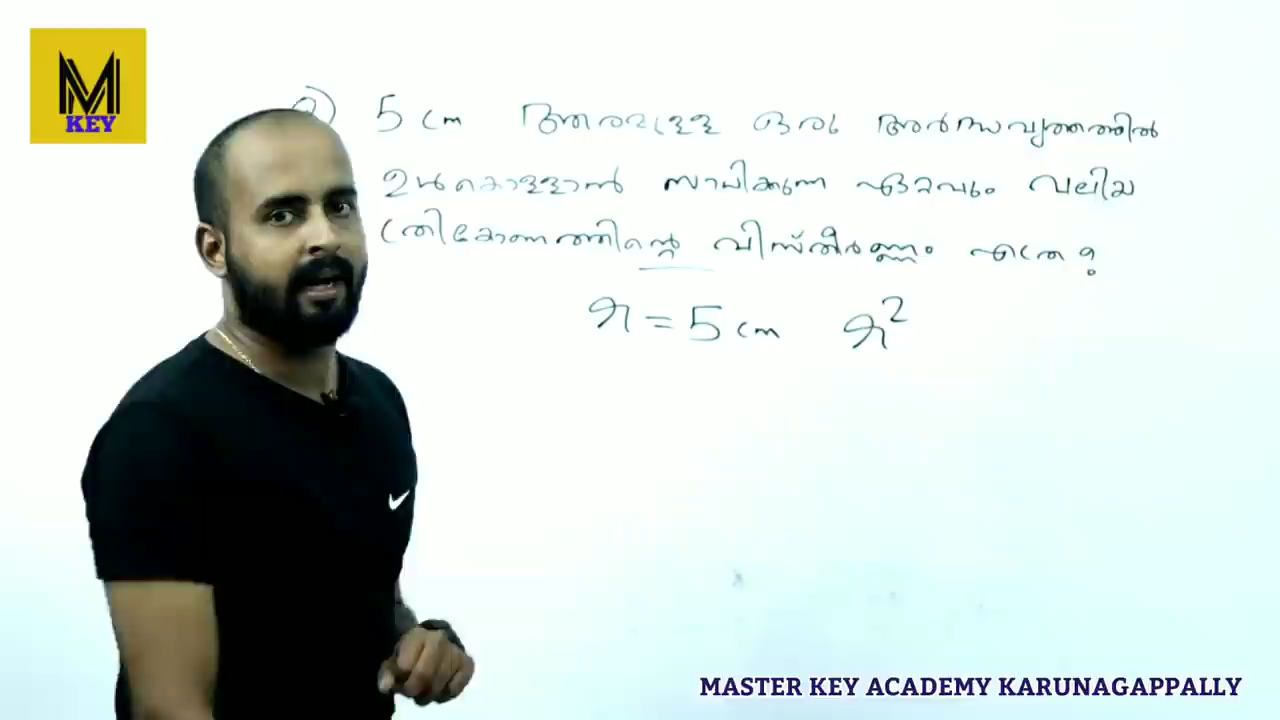 M
KEY
5 cm ആരമുള്ള ഒരു അർദ്ധവൃത്തത്തിൽ
ഉൾകൊള്ളാൻ സാധിക്കുന്ന ഏറ്റവും വലിയ
ത്രികോണത്തിന്റെ വിസ്തീർണ്ണം എത്ര?
r = 5 cm r²
MASTER KEY ACADEMY KARUNAGAPPALLY